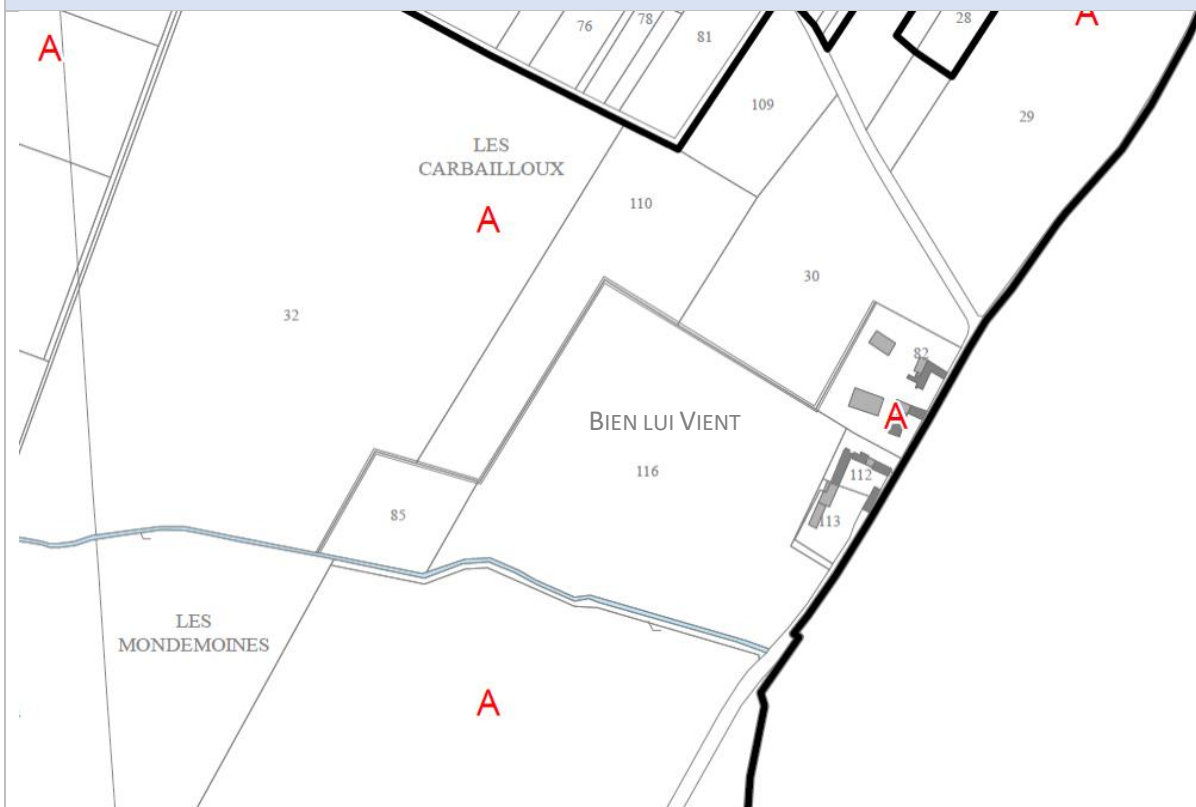 28
A
78
76
A
81
A
109
29
LES
CARBAILLOUX
110
A
30
32
82
BIEN LUI VIENT
A
116
112
85
113
LES
MONDEMOINES
A